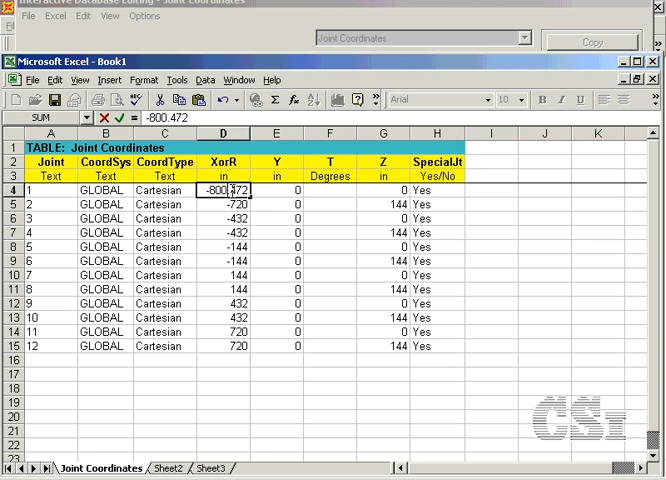 Interactive Database Editing - Joint Coordinates
File Edit View Options
Joint Coordinates
Copy
Microsoft Excel - Book1
File Edit View Insert Format Tools Data Window Help
Arial 10 B I U
SUM -800.472
A B C D E F G H I J K
1 TABLE: Joint Coordinates
2 Joint CoordSys CoordType XorR Y T Z SpecialJt
3 Text Text Text in in Degrees in Yes/No
4 1 GLOBAL Cartesian -800.472 0 0 Yes
5 2 GLOBAL Cartesian -720 0 144 Yes
6 3 GLOBAL Cartesian -432 0 0 Yes
7 4 GLOBAL Cartesian -432 0 144 Yes
8 5 GLOBAL Cartesian -144 0 0 Yes
9 6 GLOBAL Cartesian -144 0 144 Yes
10 7 GLOBAL Cartesian 144 0 0 Yes
11 8 GLOBAL Cartesian 144 0 144 Yes
12 9 GLOBAL Cartesian 432 0 0 Yes
13 10 GLOBAL Cartesian 432 0 144 Yes
14 11 GLOBAL Cartesian 720 0 0 Yes
15 12 GLOBAL Cartesian 720 0 144 Yes
16
17
18
19
20
21
22
23
CSi
Joint Coordinates Sheet2 Sheet3